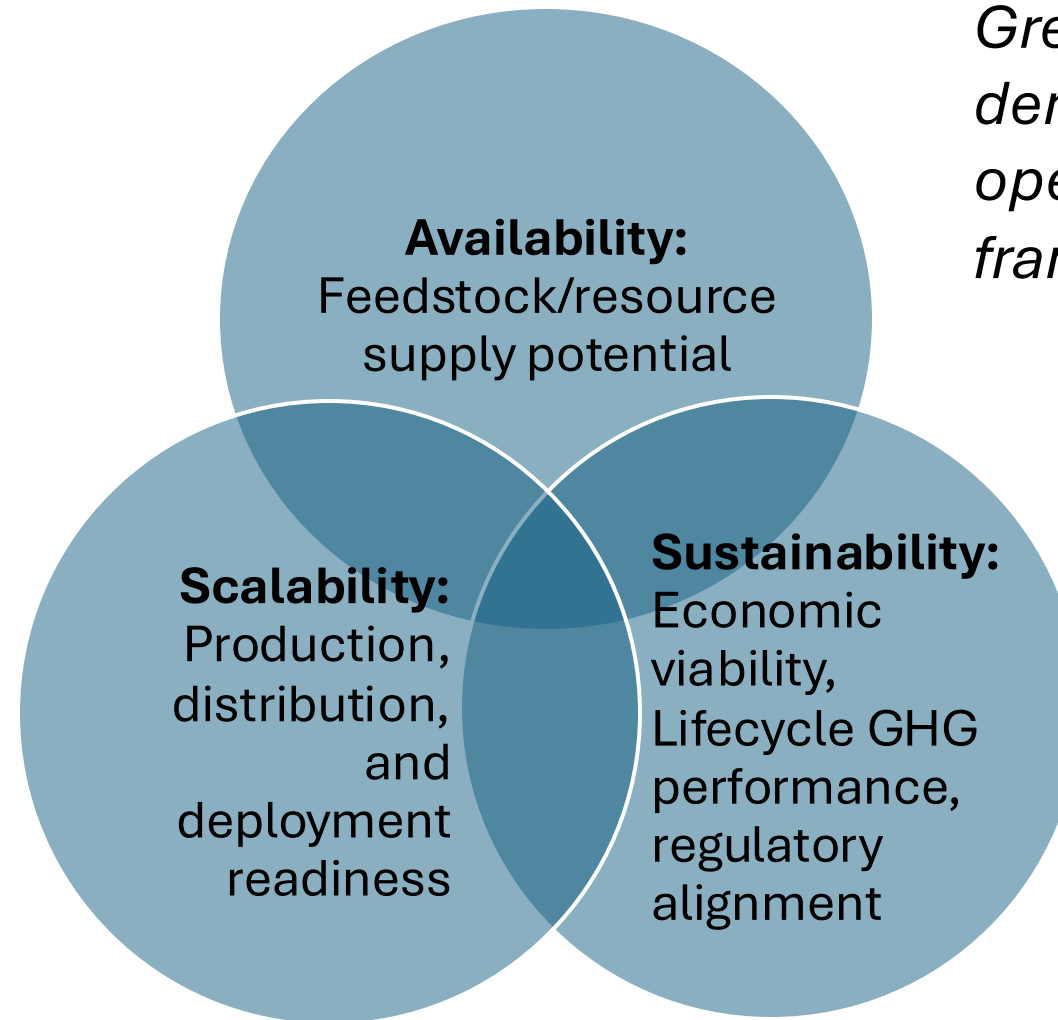 Availability:
Feedstock/resource
supply potential
Scalability:
Production,
distribution,
and
deployment
readiness
Sustainability:
Economic
viability,
Lifecycle GHG
performance,
regulatory
alignment